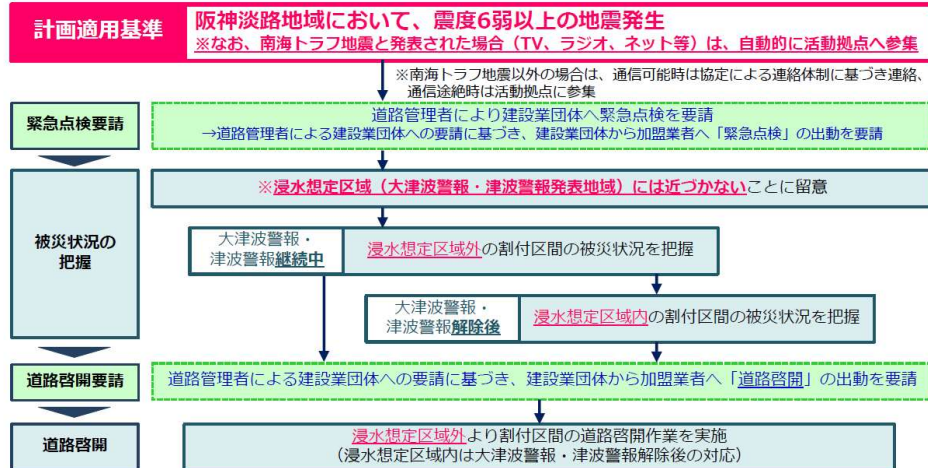 計画適用基準
阪神淡路地域において、震度6弱以上の地震発生
※なお、南海トラフ地震と発表された場合（TV、ラジオ、ネット等）は、自動的に活動拠点へ参集
※南海トラフ地震以外の場合は、通信可能時は協定による連絡体制に基づき連絡、
通信途絶時は活動拠点に参集
緊急点検要請
道路管理者により建設業団体へ緊急点検を要請
→道路管理者による建設業団体への要請に基づき、建設業団体から加盟業者へ「緊急点検」の出動を要請
被災状況の
把握
※浸水想定区域（大津波警報・津波警報発表地域）には近づかないことに留意
大津波警報・
津波警報継続中
浸水想定区域外の割付区間の被災状況を把握
大津波警報・
津波警報解除後
浸水想定区域内の割付区間の被災状況を把握
道路啓開要請
道路管理者による建設業団体への要請に基づき、建設業団体から加盟業者へ「道路啓開」の出動を要請
道路啓開
浸水想定区域外より割付区間の道路啓開作業を実施
（浸水想定区域内は大津波警報・津波警報解除後の対応）